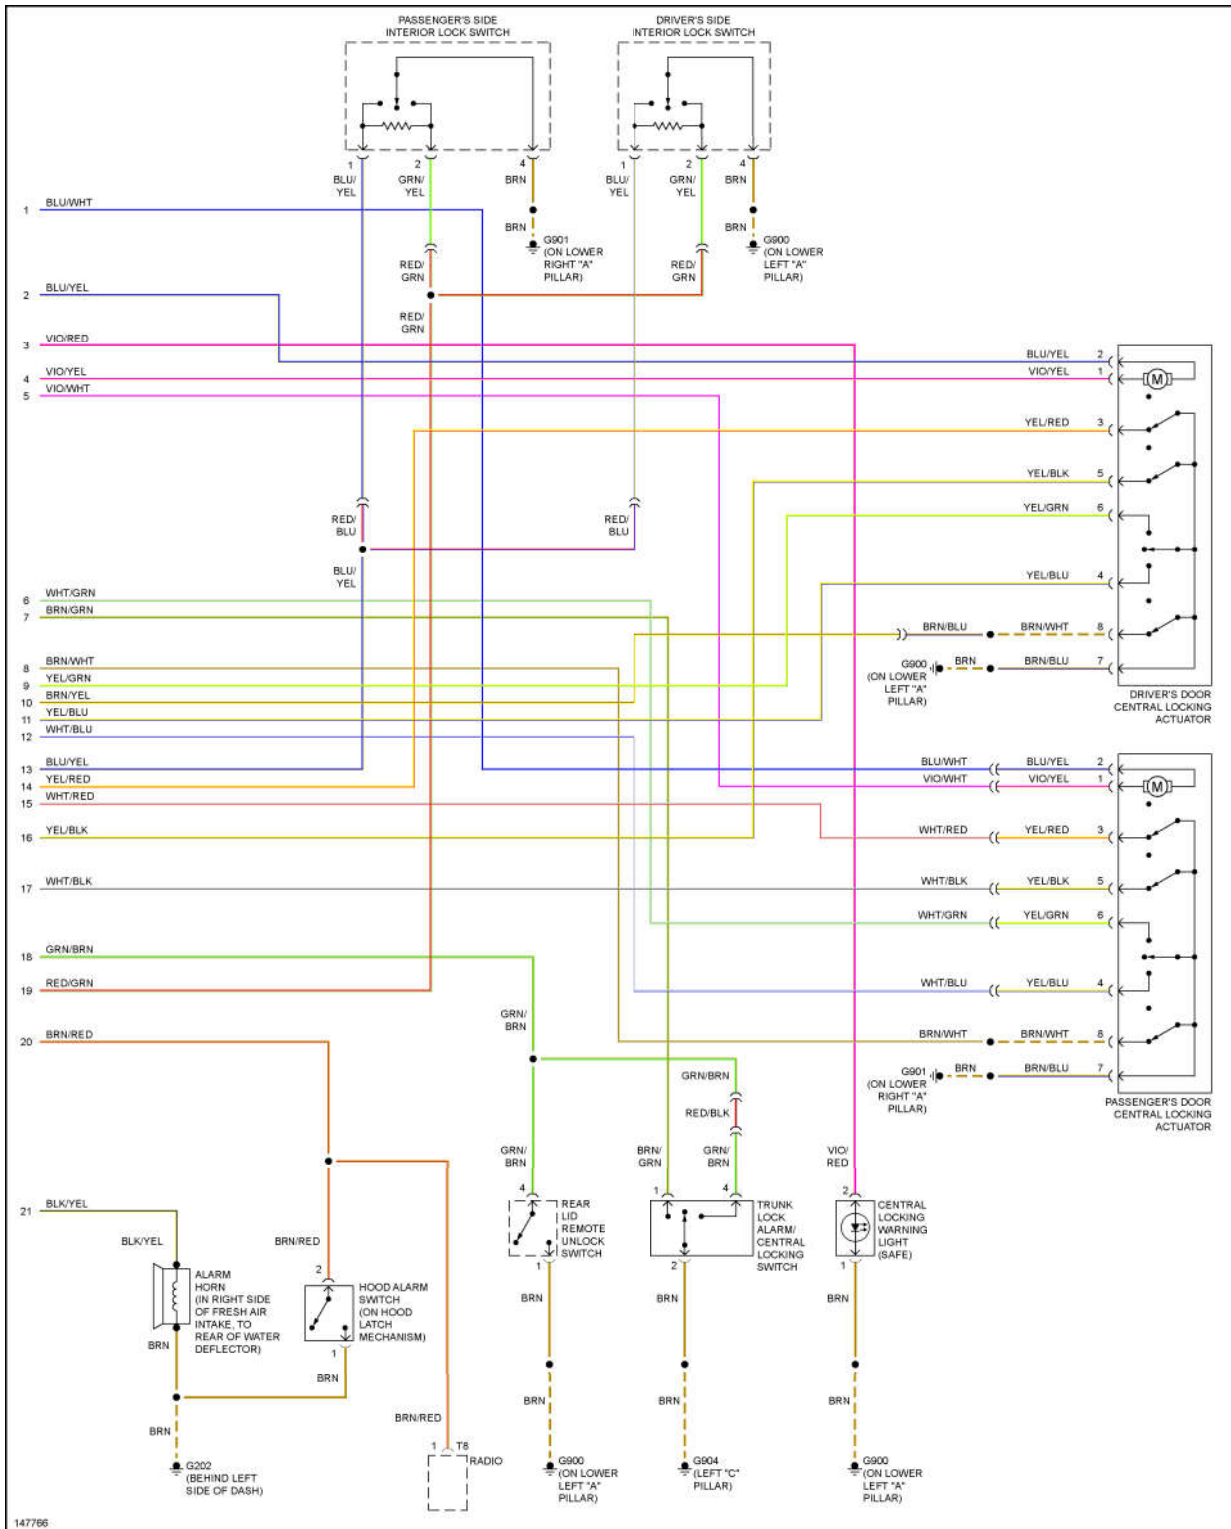 PASSENGER'S SIDE
INTERIOR LOCK SWITCH
DRIVER'S SIDE
INTERIOR LOCK SWITCH
1
2
4
1
2
4
BLU/
YEL
GRN/
YEL
BRN
BLU/
YEL
GRN/
YEL
BRN
1 BLU/WHT
BRN
G901
(ON LOWER
RIGHT "A"
PILLAR)
BRN
G900
(ON LOWER
LEFT "A"
PILLAR)
RED/
GRN
RED/
GRN
2 BLU/YEL
RED/
GRN
3 VIO/RED
BLU/YEL 2
4 VIO/YEL
VIO/YEL 1
M
5 VIO/WHT
YEL/RED 3
YEL/BLK 5
YEL/GRN 6
RED/
BLU
RED/
BLU
BLU/
YEL
YEL/BLU 4
6 WHT/GRN
7 BRN/GRN
BRN/BLU BRN/WHT 8
8 BRN/WHT
G900
(ON LOWER
LEFT "A"
PILLAR)
BRN BRN/BLU 7
9 YEL/GRN
10 BRN/YEL
DRIVER'S DOOR
CENTRAL LOCKING
ACTUATOR
11 YEL/BLU
12 WHT/BLU
13 BLU/YEL
BLU/WHT BLU/YEL 2
14 YEL/RED
VIO/WHT VIO/YEL 1
M
15 WHT/RED
16 YEL/BLK
WHT/RED YEL/RED 3
17 WHT/BLK
WHT/BLK YEL/BLK 5
WHT/GRN YEL/GRN 6
18 GRN/BRN
19 RED/GRN
WHT/BLU YEL/BLU 4
GRN/
BRN
20 BRN/RED
BRN/WHT BRN/WHT 8
GRN/BRN
G901
(ON LOWER
RIGHT "A"
PILLAR)
BRN BRN/BLU 7
RED/BLK
PASSENGER'S DOOR
CENTRAL LOCKING
ACTUATOR
GRN/
BRN
BRN/
GRN
GRN/
BRN
VIO/
RED
4
1
4
2
21 BLK/YEL
REAR
LID
REMOTE
UNLOCK
SWITCH
TRUNK
LOCK
ALARM/
CENTRAL
LOCKING
SWITCH
CENTRAL
LOCKING
WARNING
LIGHT
(SAFE)
BLK/YEL
BRN/RED
1
2
1
ALARM
HORN
(IN RIGHT SIDE
OF FRESH AIR
INTAKE, TO
REAR OF WATER
DEFLECTOR)
2
HOOD ALARM
SWITCH
(ON HOOD
LATCH
MECHANISM)
1
BRN
BRN
BRN
BRN
BRN
BRN
BRN
BRN
BRN
BRN/RED
1 T8
RADIO
G202
(BEHIND LEFT
SIDE OF DASH)
G900
(ON LOWER
LEFT "A"
PILLAR)
G904
(LEFT "C"
PILLAR)
G900
(ON LOWER
LEFT "A"
PILLAR)
147766